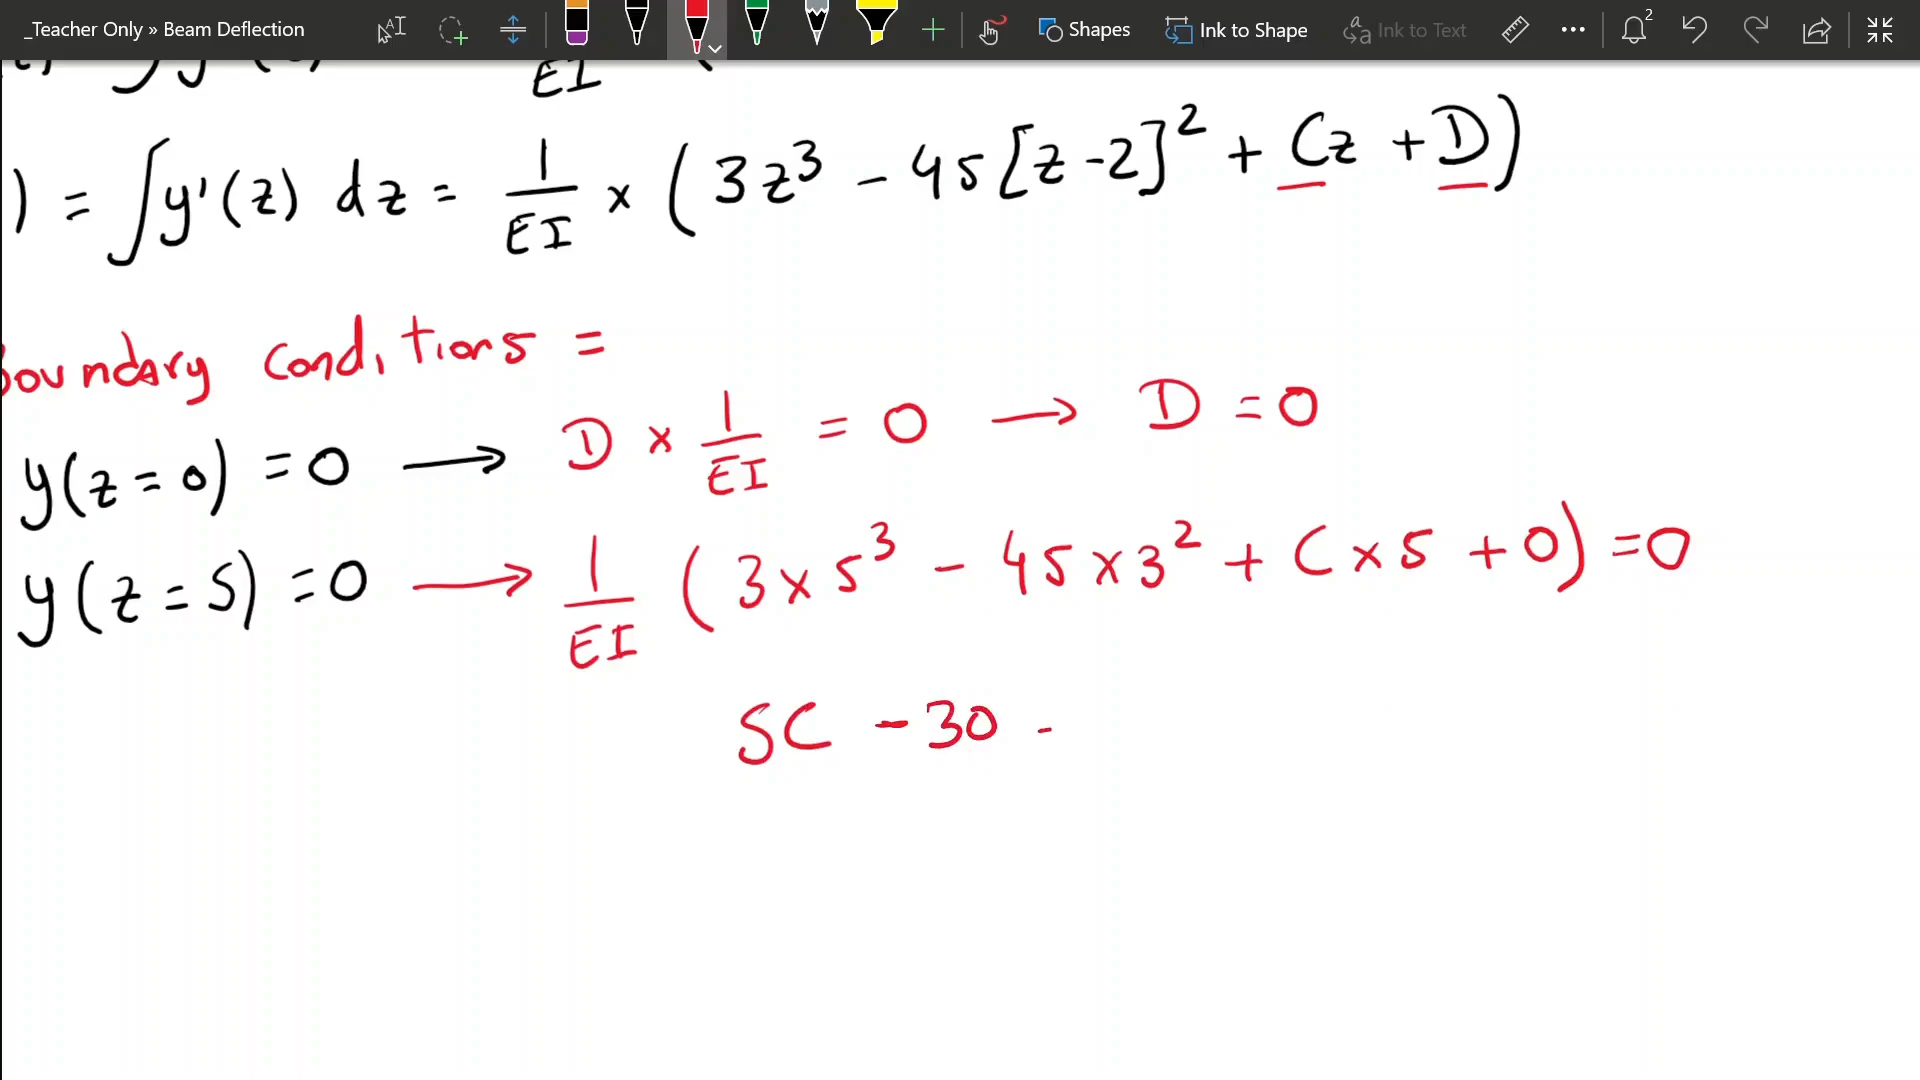 _Teacher Only » Beam Deflection Shapes Ink to Shape Ink to Text 2
EI
) = ∫y'(z) dz = 1/EI × (3z³ - 45[z-2]² + Cz + D)
Boundary conditions =
y(z=0) = 0 → D × 1/EI = 0 → D = 0
y(z=5) = 0 → 1/EI (3×5³ - 45×3² + C×5 + 0) = 0
5C - 30 -